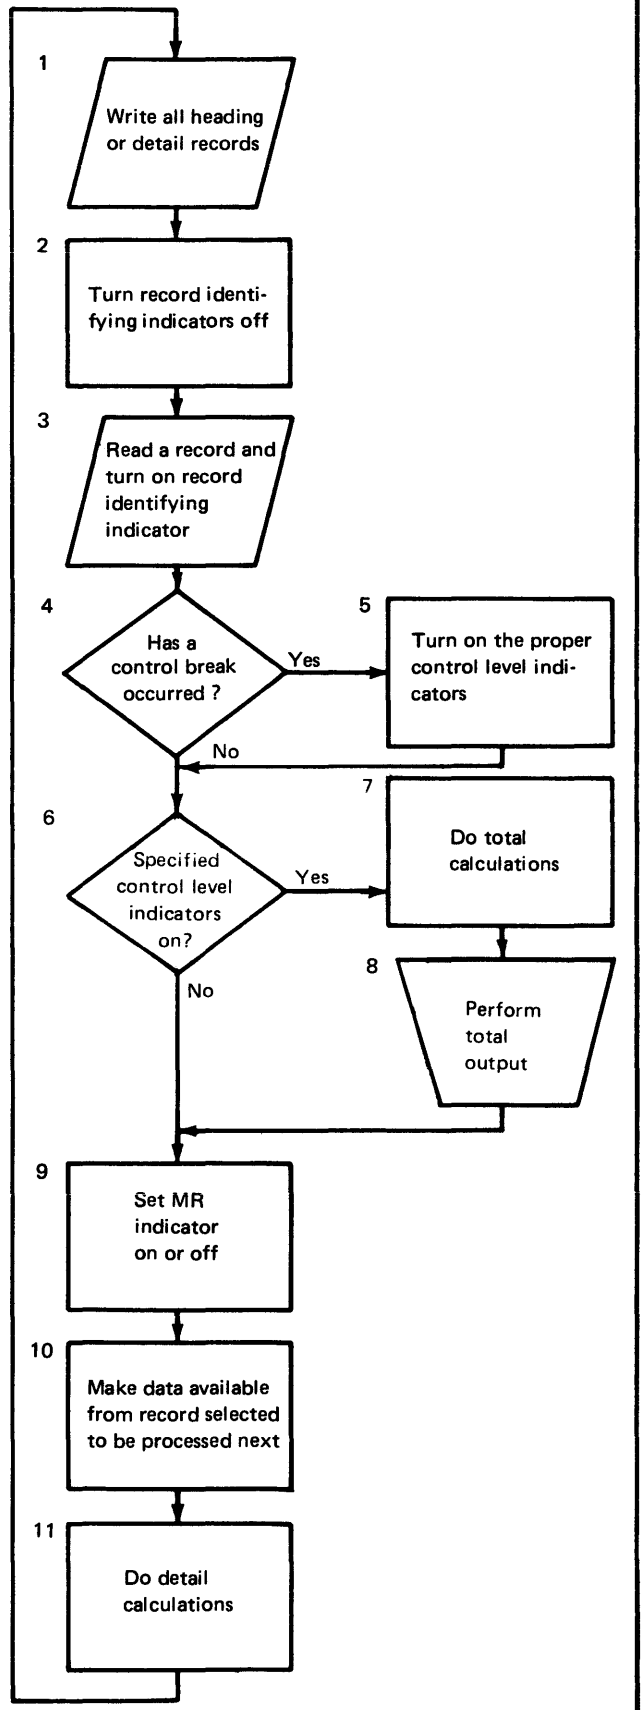 1
Write all heading
or detail records
2
Turn record identi-
fying indicators off
3
Read a record and
turn on record
identifying
indicator
4
Has a
control break
occurred ?
Yes
No
5
Turn on the proper
control level indi-
cators
6
Specified
control level
indicators
on?
Yes
No
7
Do total
calculations
8
Perform
total
output
9
Set MR
indicator
on or off
10
Make data available
from record selected
to be processed next
11
Do detail
calculations